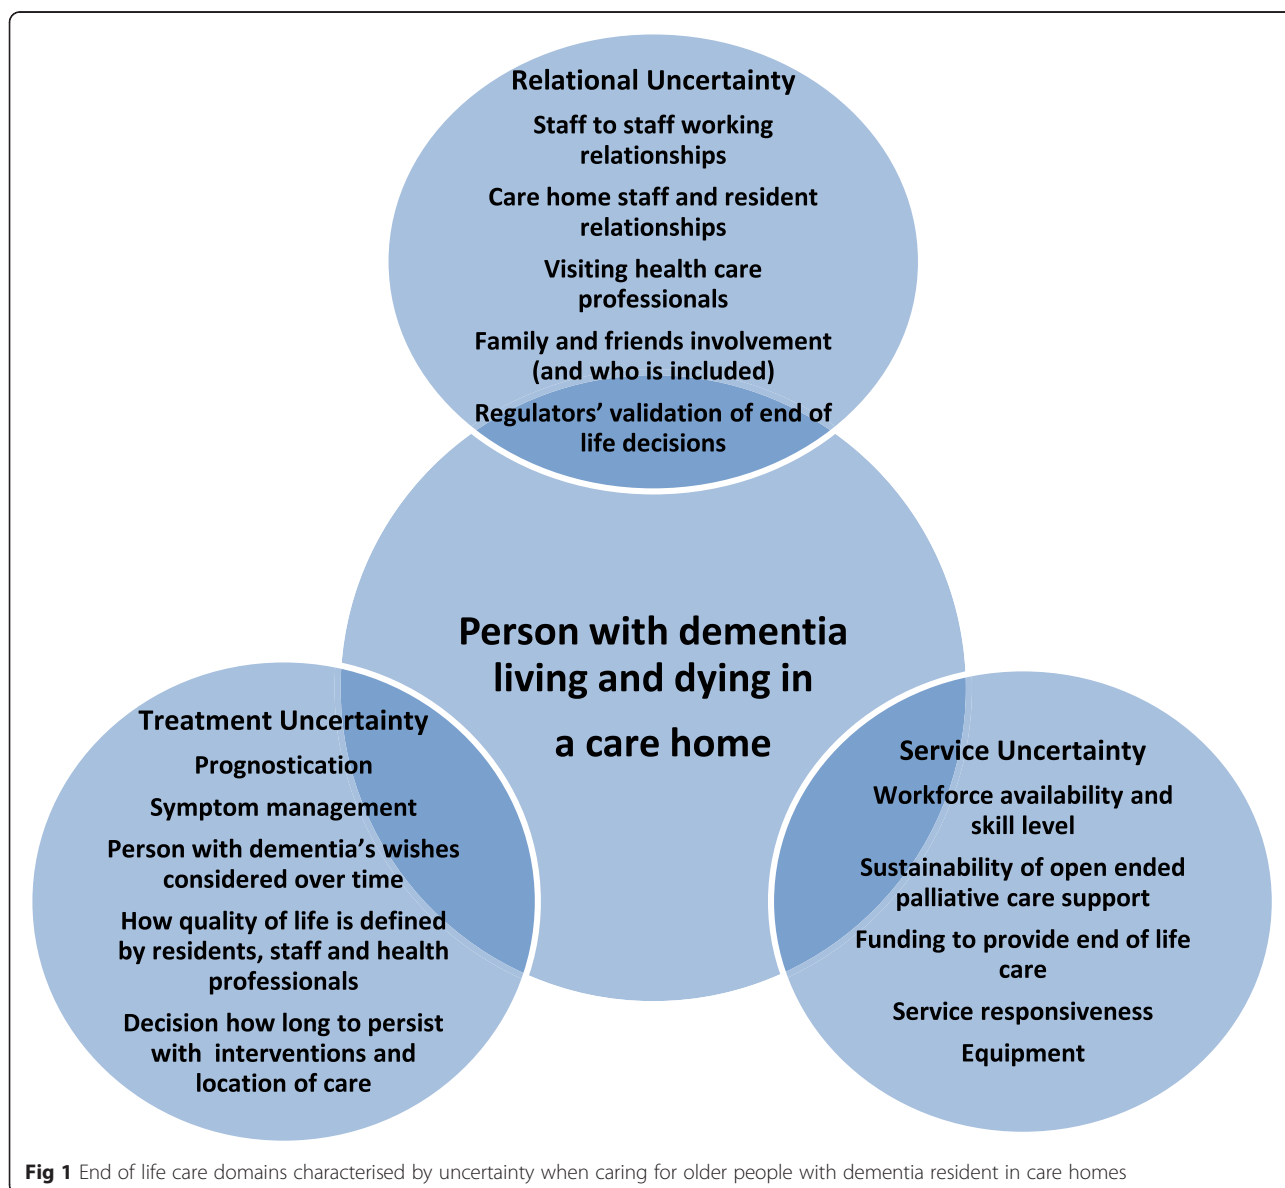 Relational Uncertainty
Staff to staff working
relationships
Care home staff and resident
relationships
Visiting health care
professionals
Family and friends involvement
(and who is included)
Regulators’ validation of end of
life decisions
Person with dementia
living and dying in
a care home
Treatment Uncertainty
Prognostication
Symptom management
Person with dementia’s wishes
considered over time
How quality of life is defined
by residents, staff and health
professionals
Decision how long to persist
with interventions and
location of care
Service Uncertainty
Workforce availability and
skill level
Sustainability of open ended
palliative care support
Funding to provide end of life
care
Service responsiveness
Equipment
Fig 1 End of life care domains characterised by uncertainty when caring for older people with dementia resident in care homes